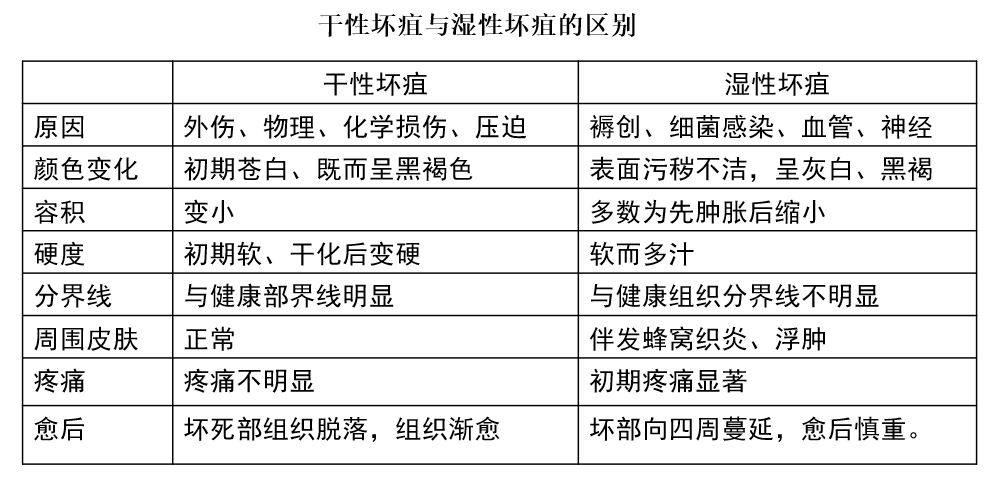 干性坏疽与湿性坏疽的区别
干性坏疽 湿性坏疽
原因 外伤、物理、化学损伤、压迫 褥创、细菌感染、血管、神经
颜色变化 初期苍白、既而呈黑褐色 表面污秽不洁，呈灰白、黑褐
容积 变小 多数为先肿胀后缩小
硬度 初期软、干化后变硬 软而多汁
分界线 与健康部界线明显 与健康组织分界线不明显
周围皮肤 正常 伴发蜂窝织炎、浮肿
疼痛 疼痛不明显 初期疼痛显著
愈后 坏死部组织脱落，组织渐愈 坏部向四周蔓延，愈后慎重。